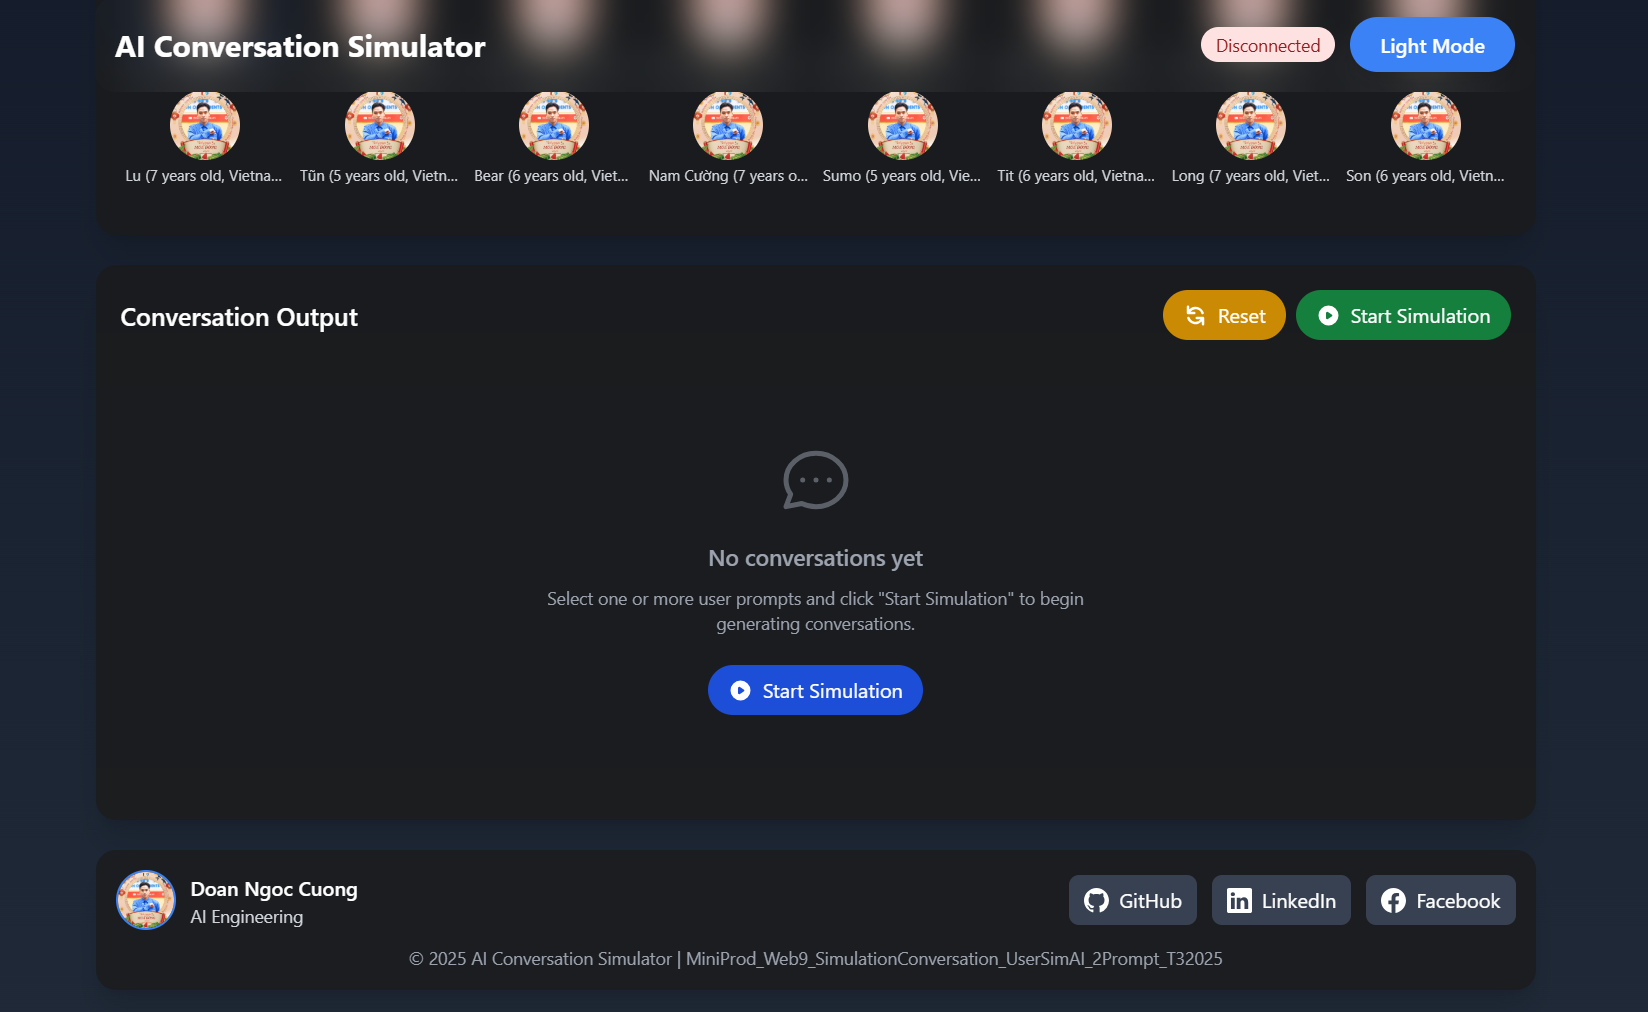 AI Conversation Simulator
Disconnected
Light Mode
Lu (7 years old, Vietna...
Tũn (5 years old, Vietn...
Bear (6 years old, Viet...
Nam Cường (7 years o...
Sumo (5 years old, Vie...
Tit (6 years old, Vietna...
Long (7 years old, Viet...
Son (6 years old, Vietn...
Conversation Output
Reset
Start Simulation
No conversations yet
Select one or more user prompts and click "Start Simulation" to begin
generating conversations.
Start Simulation
Doan Ngoc Cuong
AI Engineering
GitHub
LinkedIn
Facebook
© 2025 AI Conversation Simulator | MiniProd_Web9_SimulationConversation_UserSimAI_2Prompt_T32025